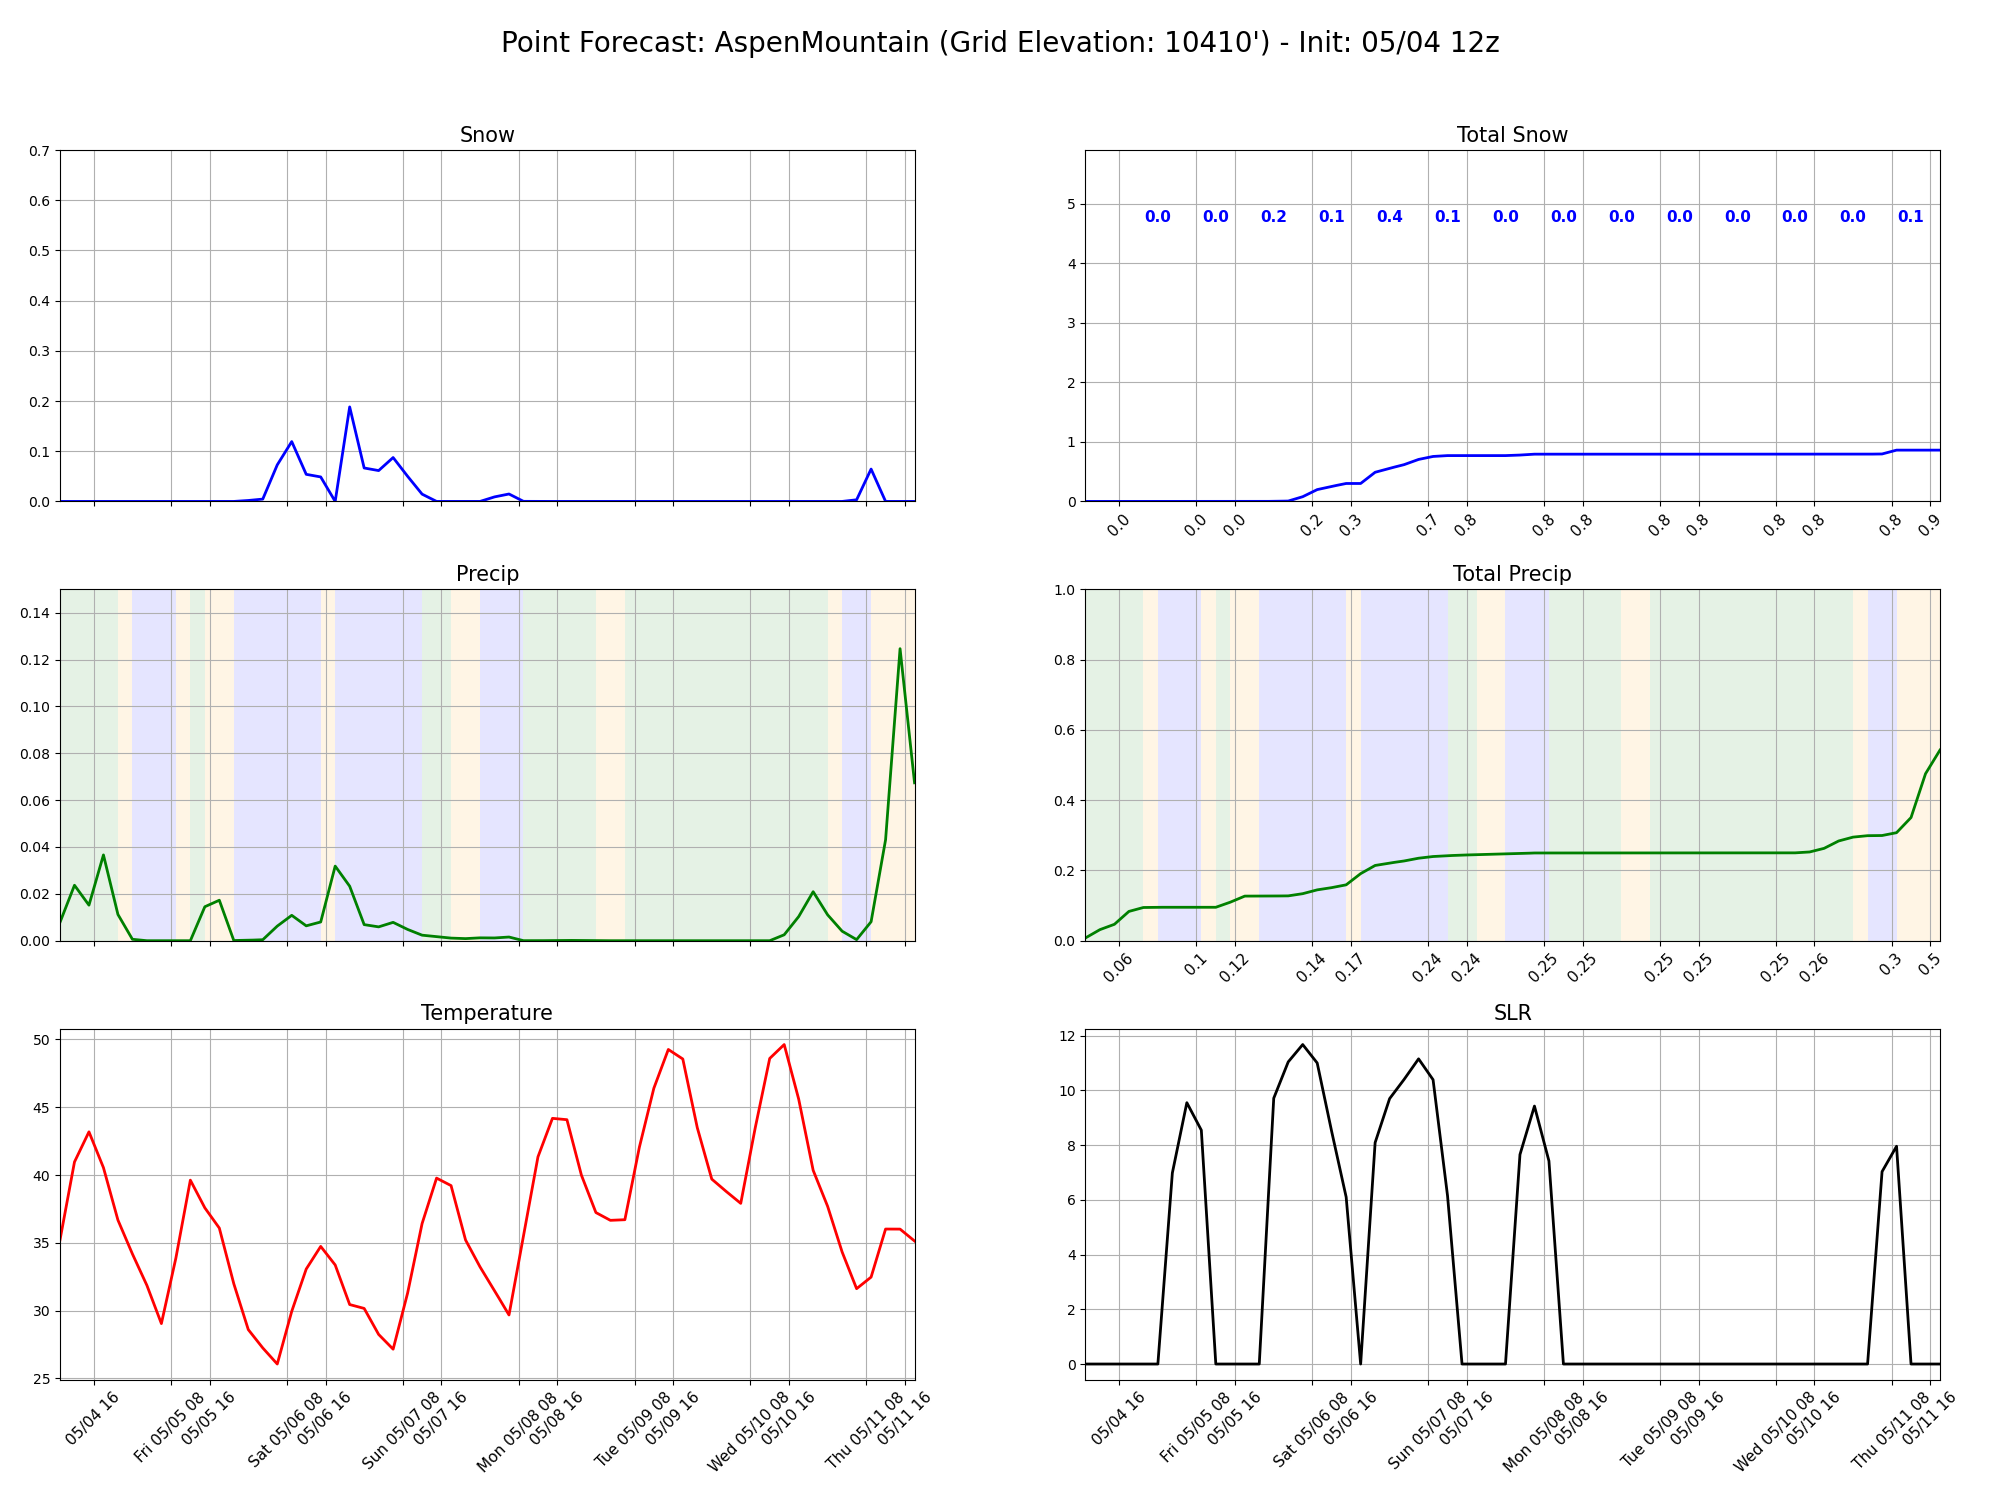 Point Forecast: AspenMountain (Grid Elevation: 10410') - Init: 05/04 12z
Snow
0.7
0.6
0.5
0.4
0.3
0.2
0.1
0.0
Total Snow
5
4
3
2
1
0
0.0 0.0 0.2 0.1 0.4 0.1 0.0 0.0 0.0 0.0 0.0 0.0 0.0 0.1
0.0 0.0 0.0 0.2 0.3 0.7 0.8 0.8 0.8 0.8 0.8 0.8 0.8 0.8 0.9
Precip
0.14
0.12
0.10
0.08
0.06
0.04
0.02
0.00
Total Precip
1.0
0.8
0.6
0.4
0.2
0.0
0.06 0.1 0.12 0.14 0.17 0.24 0.24 0.25 0.25 0.25 0.25 0.25 0.26 0.3 0.5
Temperature
50
45
40
35
30
25
05/04 16
Fri 05/05 08
05/05 16
Sat 05/06 08
05/06 16
Sun 05/07 08
05/07 16
Mon 05/08 08
05/08 16
Tue 05/09 08
05/09 16
Wed 05/10 08
05/10 16
Thu 05/11 08
05/11 16
SLR
12
10
8
6
4
2
0
05/04 16
Fri 05/05 08
05/05 16
Sat 05/06 08
05/06 16
Sun 05/07 08
05/07 16
Mon 05/08 08
05/08 16
Tue 05/09 08
05/09 16
Wed 05/10 08
05/10 16
Thu 05/11 08
05/11 16